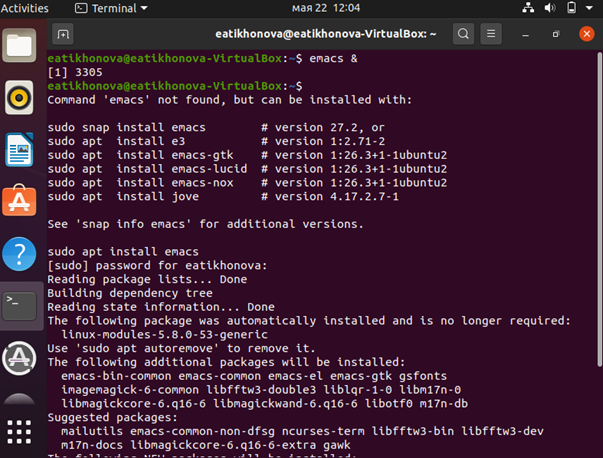 Activities Terminal мая 22 12:04
eatikhonova@eatikhonova-VirtualBox: ~
eatikhonova@eatikhonova-VirtualBox:~$ emacs &
[1] 3305
eatikhonova@eatikhonova-VirtualBox:~$
Command 'emacs' not found, but can be installed with:
sudo snap install emacs # version 27.2, or
sudo apt install e3 # version 1:2.71-2
sudo apt install emacs-gtk # version 1:26.3+1-1ubuntu2
sudo apt install emacs-lucid # version 1:26.3+1-1ubuntu2
sudo apt install emacs-nox # version 1:26.3+1-1ubuntu2
sudo apt install jove # version 4.17.2.7-1
See 'snap info emacs' for additional versions.
sudo apt install emacs
[sudo] password for eatikhonova:
Reading package lists... Done
Building dependency tree
Reading state information... Done
The following package was automatically installed and is no longer required:
linux-modules-5.8.0-53-generic
Use 'sudo apt autoremove' to remove it.
The following additional packages will be installed:
emacs-bin-common emacs-common emacs-el emacs-gtk gsfonts
imagemagick-6-common libfftw3-double3 liblqr-1-0 libm17n-0
libmagickcore-6.q16-6 libmagickwand-6.q16-6 libotf0 m17n-db
Suggested packages:
mailutils emacs-common-non-dfsg ncurses-term libfftw3-bin libfftw3-dev
m17n-docs libmagickcore-6.q16-6-extra gawk
The following NEW packages will be installed: